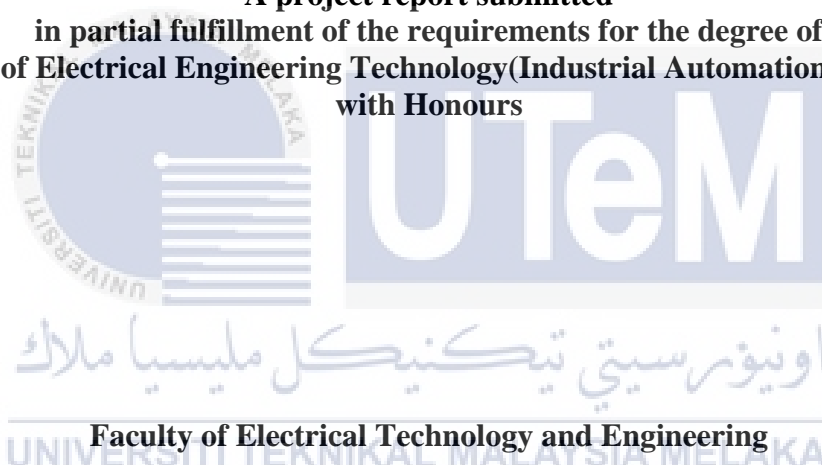 A project report submitted
in partial fulfillment of the requirements for the degree of
of Electrical Engineering Technology(Industrial Automation
with Honours
UTeM
اونيۏرسيتي تيكنيكل مليسيا ملاك
Faculty of Electrical Technology and Engineering
UNIVERSITI TEKNIKAL MALAYSIA MELAKA